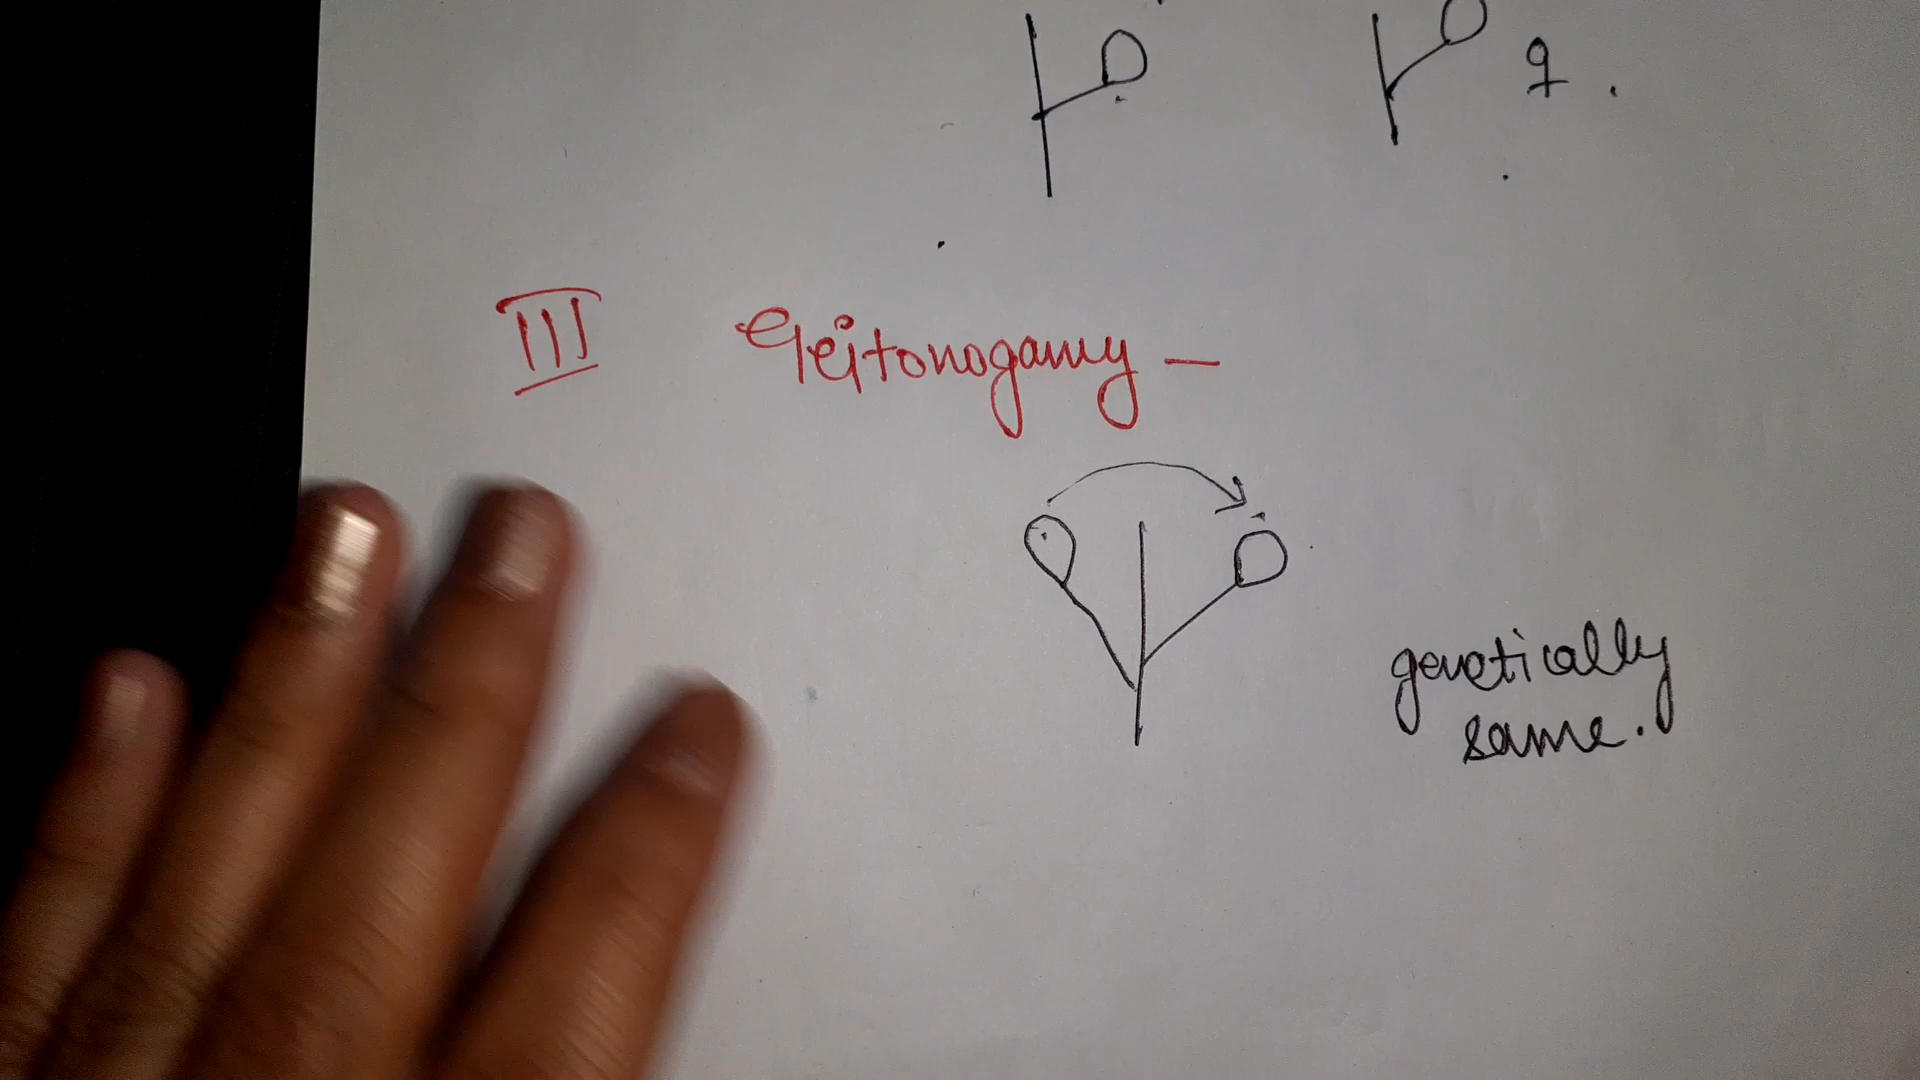 ♀ .
III Geitonogamy —
genetically
same.